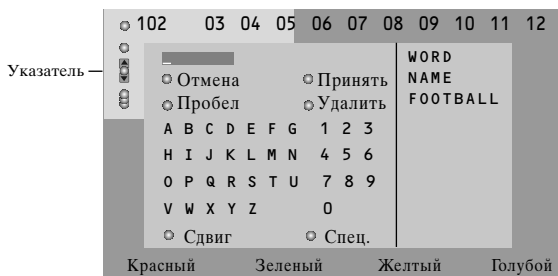 102 03 04 05 06 07 08 09 10 11 12
Указатель
WORD
Отмена Принять NAME
Пробел Удалить FOOTBALL
A B C D E F G 1 2 3
H I J K L M N 4 5 6
O P Q R S T U 7 8 9
V W X Y Z 0
Сдвиг Спец.
Красный Зеленый Желтый Голубой